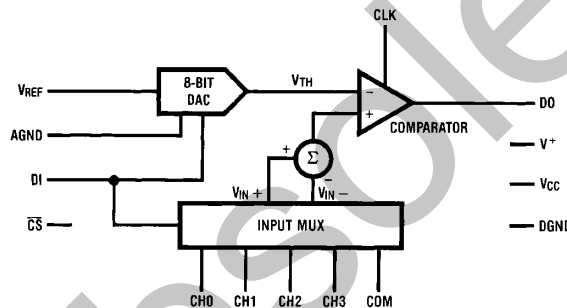 CLK
8-BIT
DAC
VREF
VTH
−
+
DO
AGND
COMPARATOR
V+
+
Σ
DI
−
VIN+
VIN−
VCC
CS
INPUT MUX
DGND
CH0 CH1 CH2 CH3 COM
Obsolete